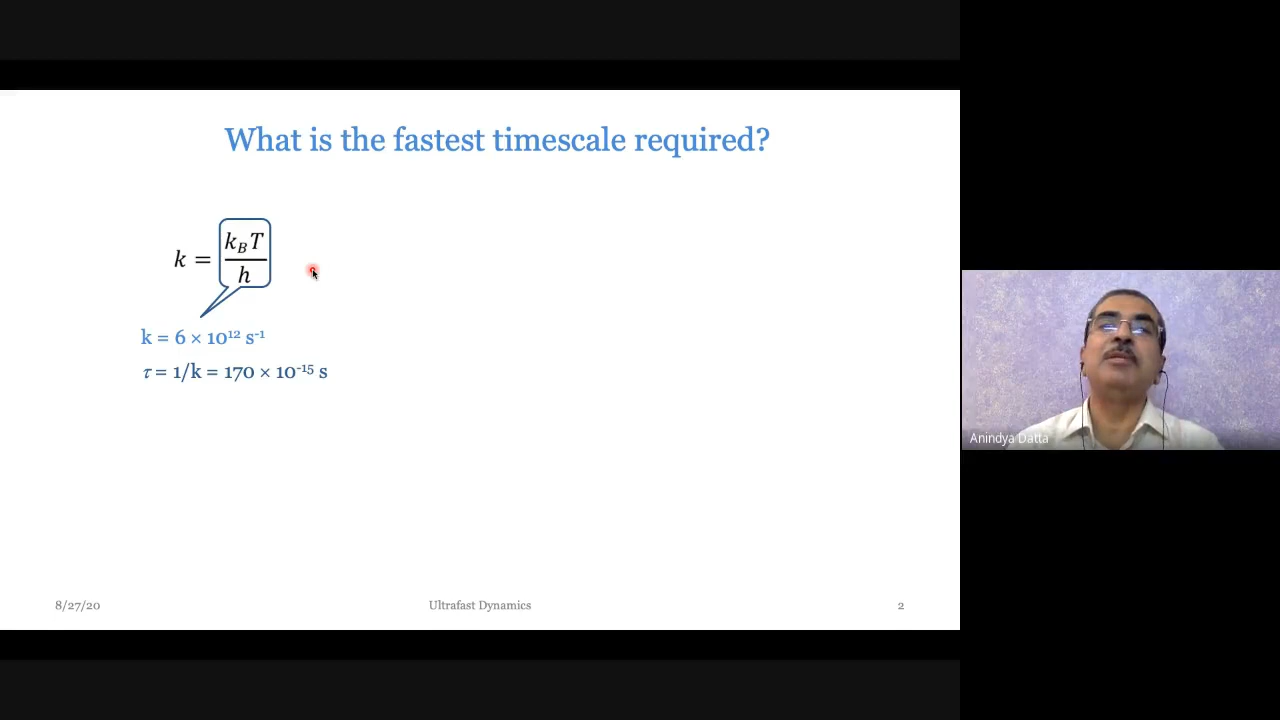 What is the fastest timescale required?
k = k_B T / h
k = 6 × 10¹² s⁻¹
τ = 1/k = 170 × 10⁻¹⁵ s
Anindya Datta
8/27/20 Ultrafast Dynamics 2